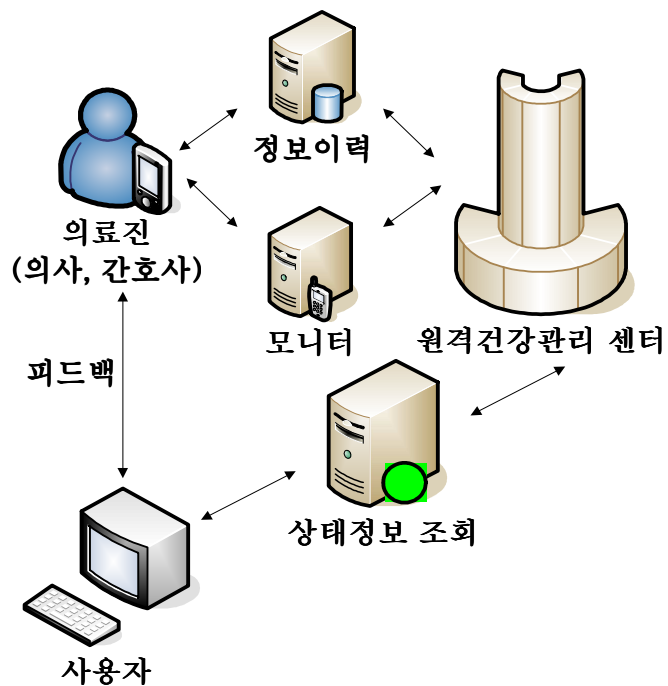 정보이력
의료진
(의사, 간호사)
모니터
원격건강관리 센터
피드백
상태정보 조회
사용자